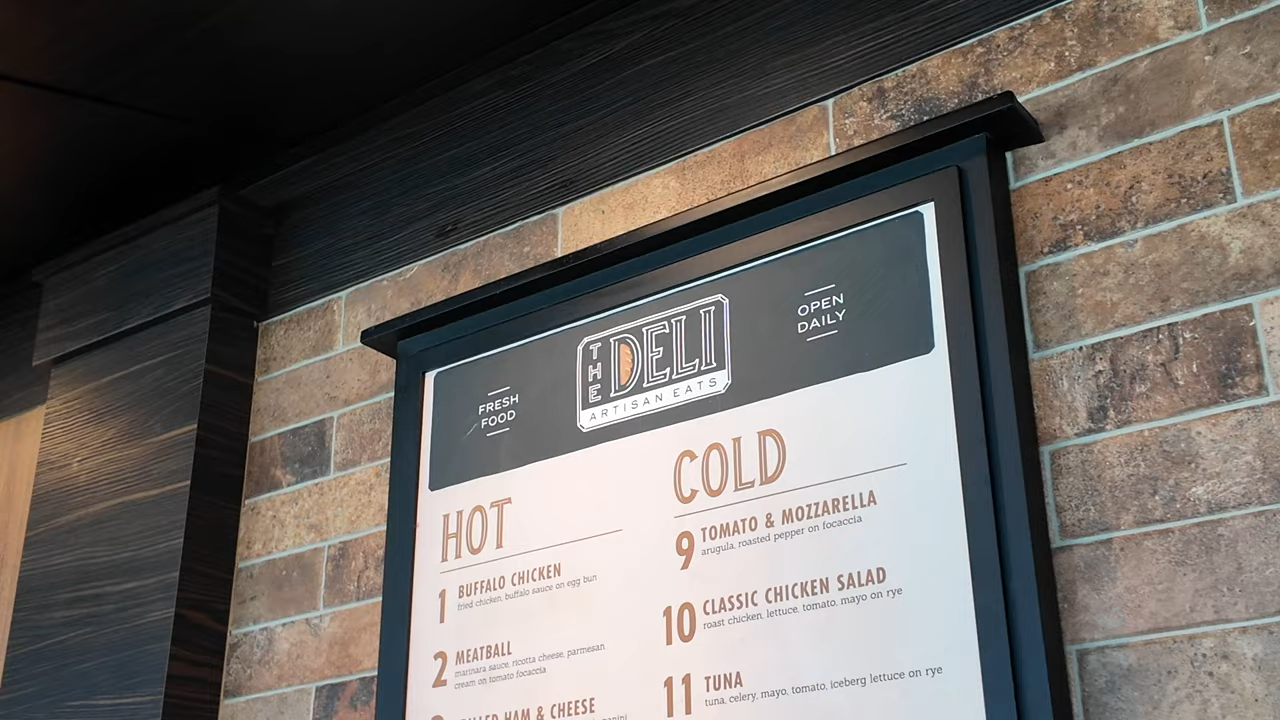 FRESH
FOOD
THE DELI
ARTISAN EATS
OPEN
DAILY
HOT
1 BUFFALO CHICKEN
fried chicken, buffalo sauce on egg bun
2 MEATBALL
marinara sauce, ricotta cheese, parmesan
cream on tomato focaccia
HAM & CHEESE
panini
COLD
9 TOMATO & MOZZARELLA
arugula, roasted pepper on focaccia
10 CLASSIC CHICKEN SALAD
roast chicken, lettuce, tomato, mayo on rye
11 TUNA
tuna, celery, mayo, tomato, iceberg lettuce on rye